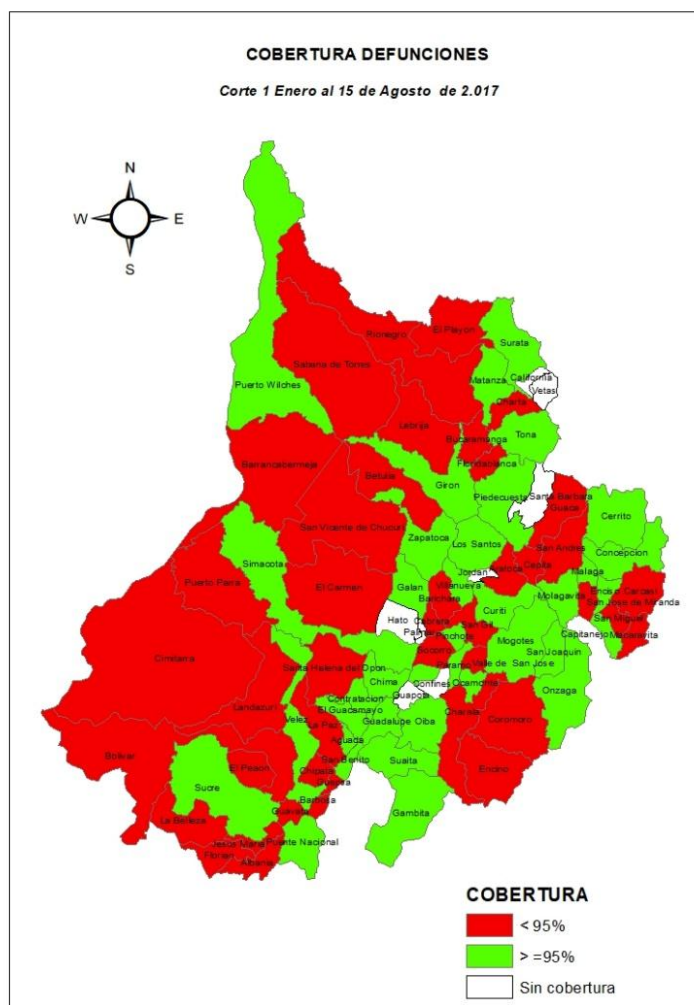 COBERTURA DEFUNCIONES
Corte 1 Enero al 15 de Agosto de 2.017
N
W E
S
El Playon
Rionegro
Surata
Sabana de Torres
Matanza
California
Vetas
Puerto Wilches
Charta
Lebrija
Bucaramanga
Tona
Barrancabermeja
Floridablanca
Betulia
Giron
Piedecuesta
Santa Barbara
Guaca
Cerrito
San Vicente de Chucuri
Zapatoca
Los Santos
San Andres
Concepcion
Simacota
Cepita
Jordan
Malaga
Puerto Parra
El Carmen
Galan
Villanueva
Molagavita
Enciso
Carcasi
Barichara
San Jose de Miranda
Curiti
Hato
San Miguel
Macaravita
Capitanejo
Pinchote
Mogotes
Socorro
San Joaquin
Cimitarra
Santa Helena del Opon
Paramo
Valle de San Jose
Chima
Confines
Ocamonte
Onzaga
Contratacion
Guapota
Landazuri
El Guacamayo
Charala
Velez
La Paz
Guadalupe
Oiba
Coromoro
Aguada
Bolivar
San Benito
Suaita
El Peñon
Chipata
Encino
Sucre
Barbosa
Gambita
Guavata
La Belleza
Jesus Maria
Puente Nacional
Florian
Albania
COBERTURA
< 95%
> =95%
Sin cobertura